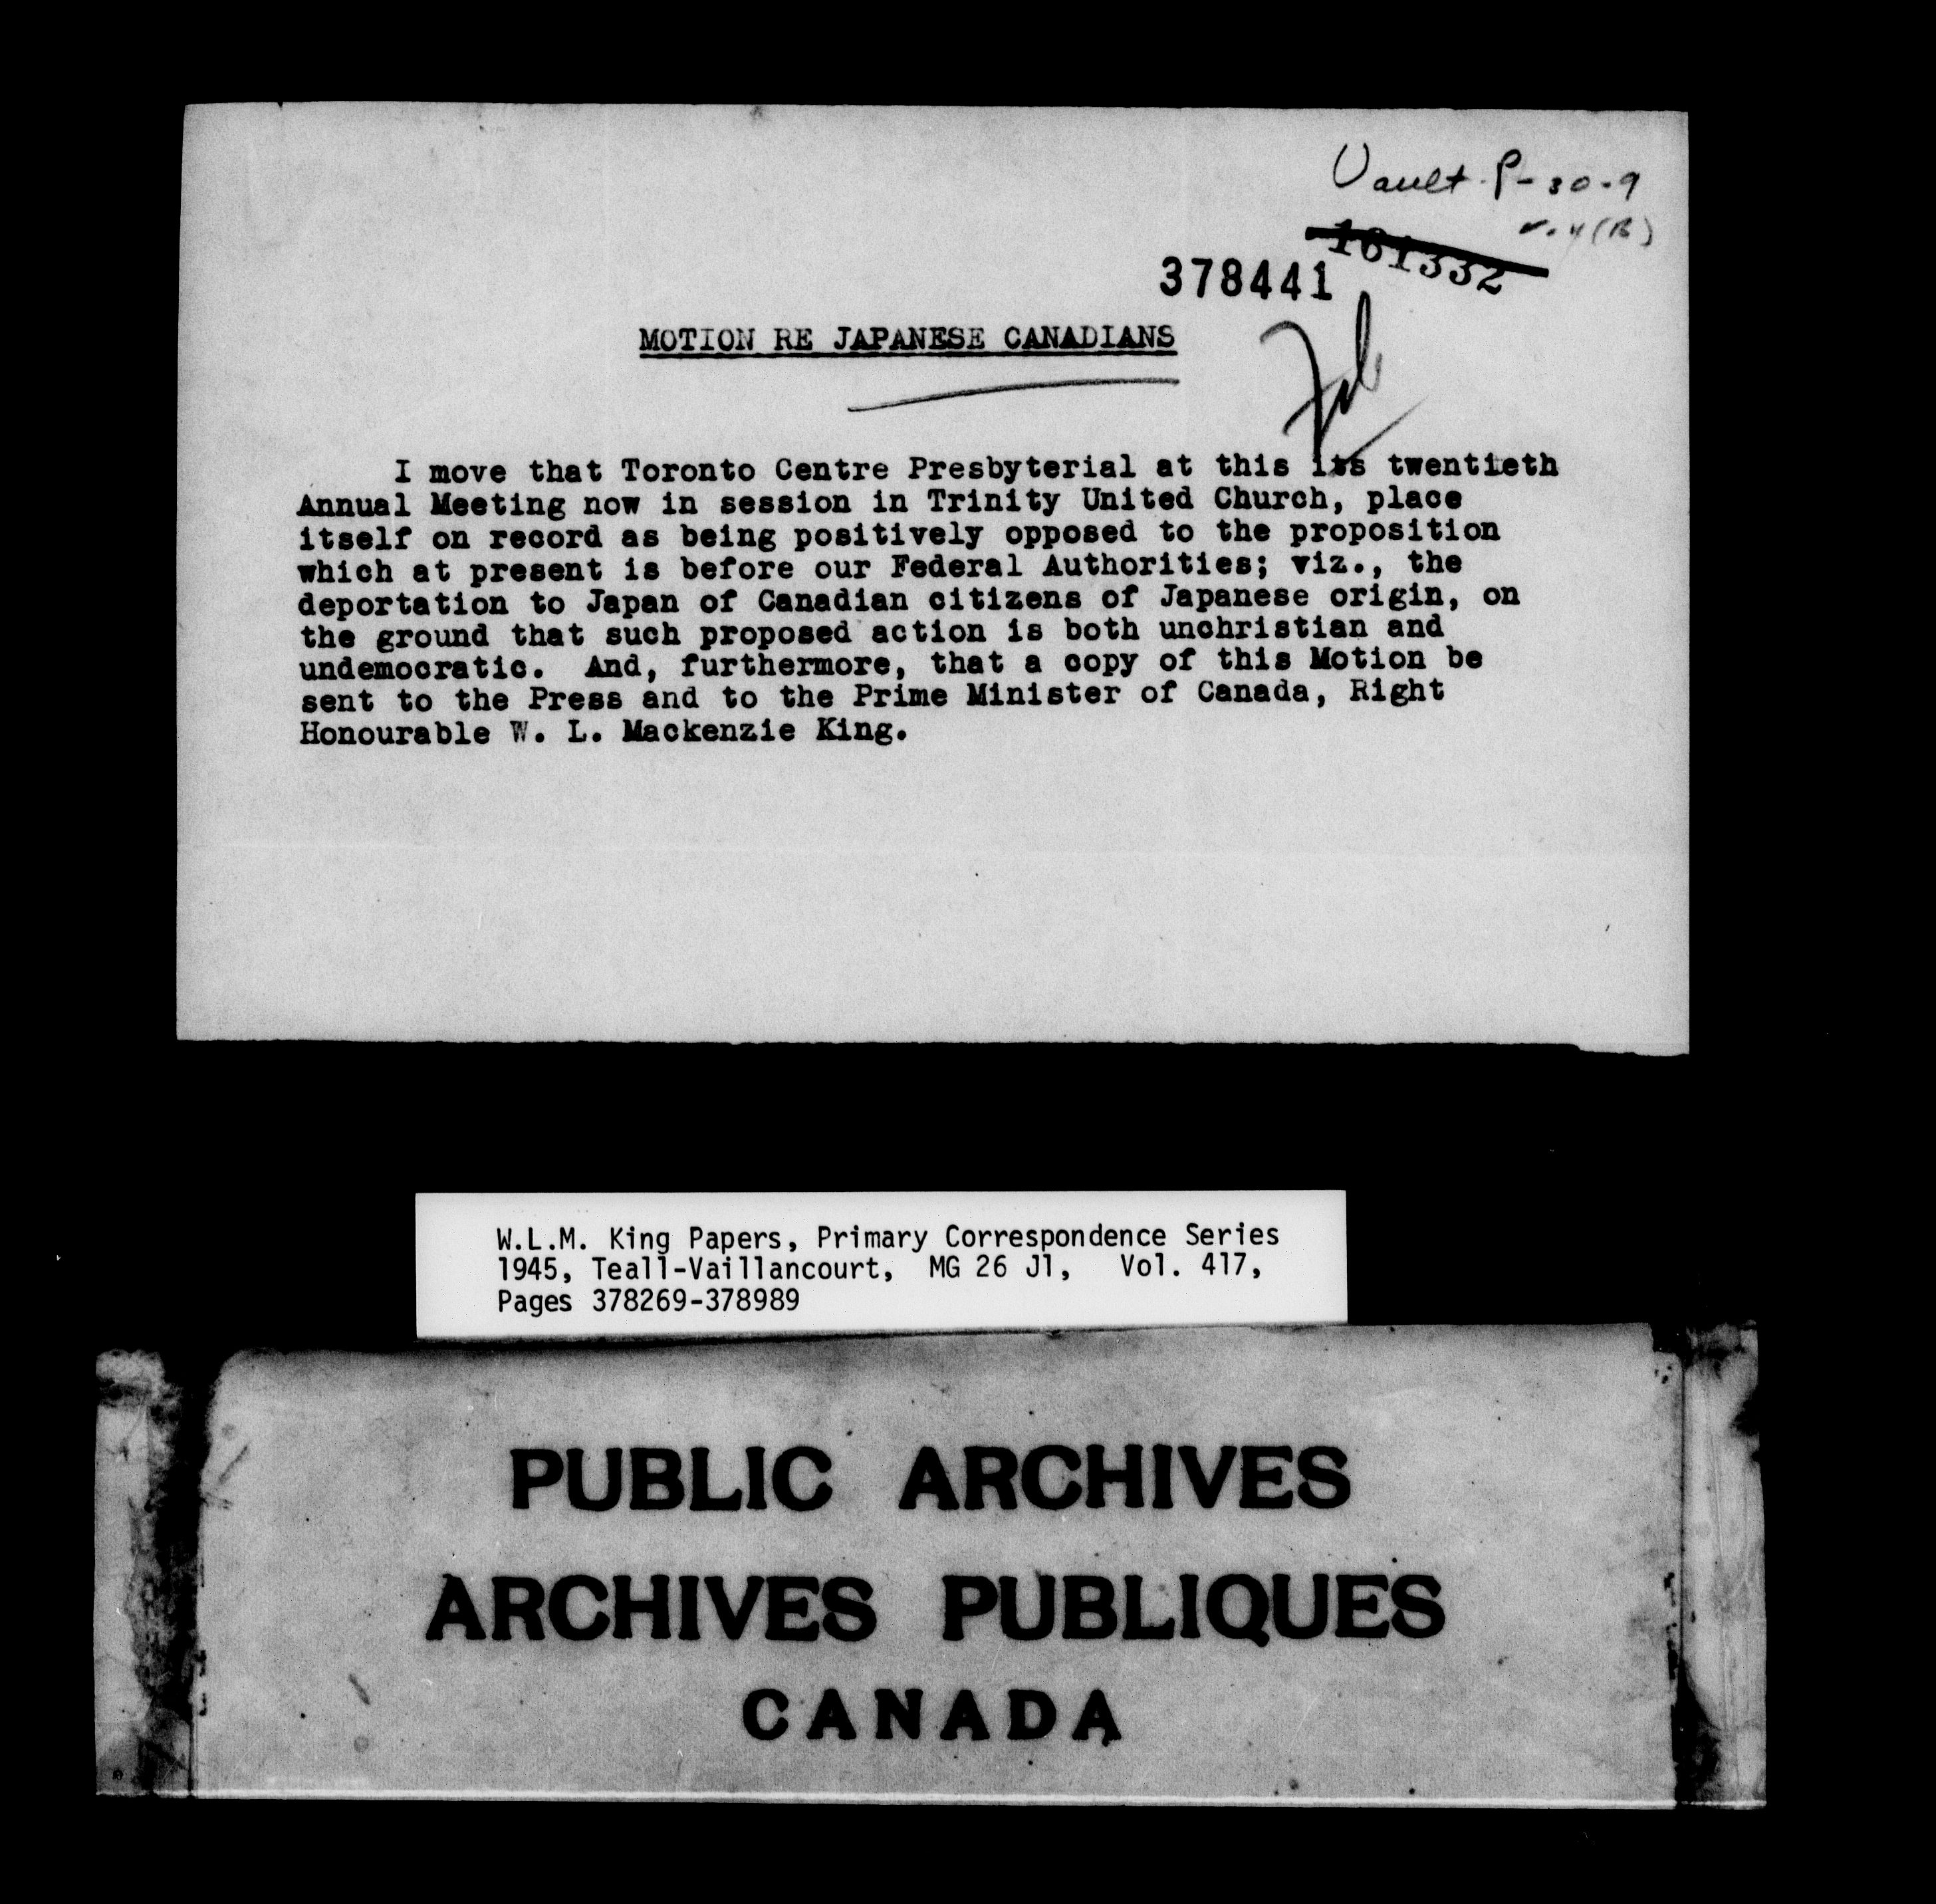 Vault P-30-9
v.4(B)
161332
378441
MOTION RE JAPANESE CANADIANS
I move that Toronto Centre Presbyterial at this its twentieth
Annual Meeting now in session in Trinity United Church, place
itself on record as being positively opposed to the proposition
which at present is before our Federal Authorities; viz., the
deportation to Japan of Canadian citizens of Japanese origin, on
the ground that such proposed action is both unchristian and
undemocratic. And, furthermore, that a copy of this Motion be
sent to the Press and to the Prime Minister of Canada, Right
Honourable W. L. Mackenzie King.
W.L.M. King Papers, Primary Correspondence Series
1945, Teall-Vaillancourt, MG 26 J1, Vol. 417,
Pages 378269-378989
PUBLIC ARCHIVES
ARCHIVES PUBLIQUES
CANADA